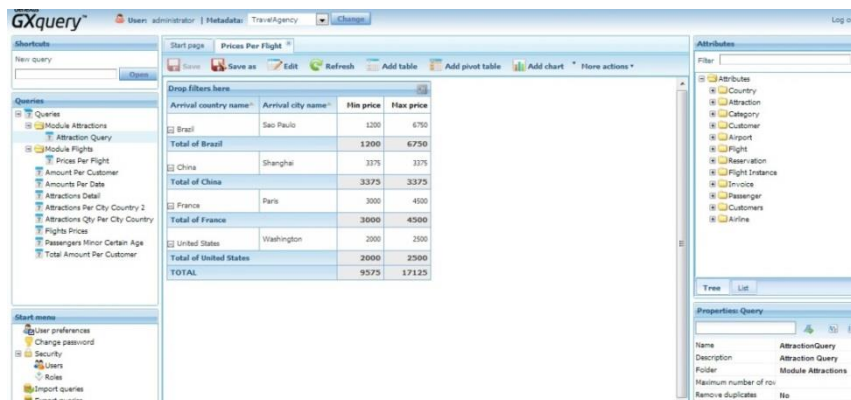 GXquery™
User: administrator | Metadata: TravelAgency Change
Shortcuts
New query
Open
Queries
Queries
Module Attractions
Attraction Query
Module Flights
Prices Per Flight
Amount Per Customer
Amounts Per Date
Attractions Detail
Attractions Per City Country 2
Attractions Qty Per City Country
Flights Prices
Passengers Minor Certain Age
Total Amount Per Customer
Start menu
User preferences
Change password
Security
Users
Roles
Import queries
Start page Prices Per Flight
Save Save as Edit Refresh Add table Add pivot table Add chart More actions
Drop filters here
Arrival country name Arrival city name Min price Max price
Brazil Sao Paulo 1200 6750
Total of Brazil 1200 6750
China Shanghai 3375 3375
Total of China 3375 3375
France Paris 3000 4500
Total of France 3000 4500
United States Washington 2000 2500
Total of United States 2000 2500
TOTAL 9575 17125
Attributes
Filter
Attributes
Country
Attraction
Category
Customer
Airport
Flight
Reservation
Flight Instance
Invoice
Passenger
Customers
Airline
Tree List
Properties: Query
Name AttractionQuery
Description Attraction Query
Folder Module Attractions
Maximum number of rov
Remove duplicates No